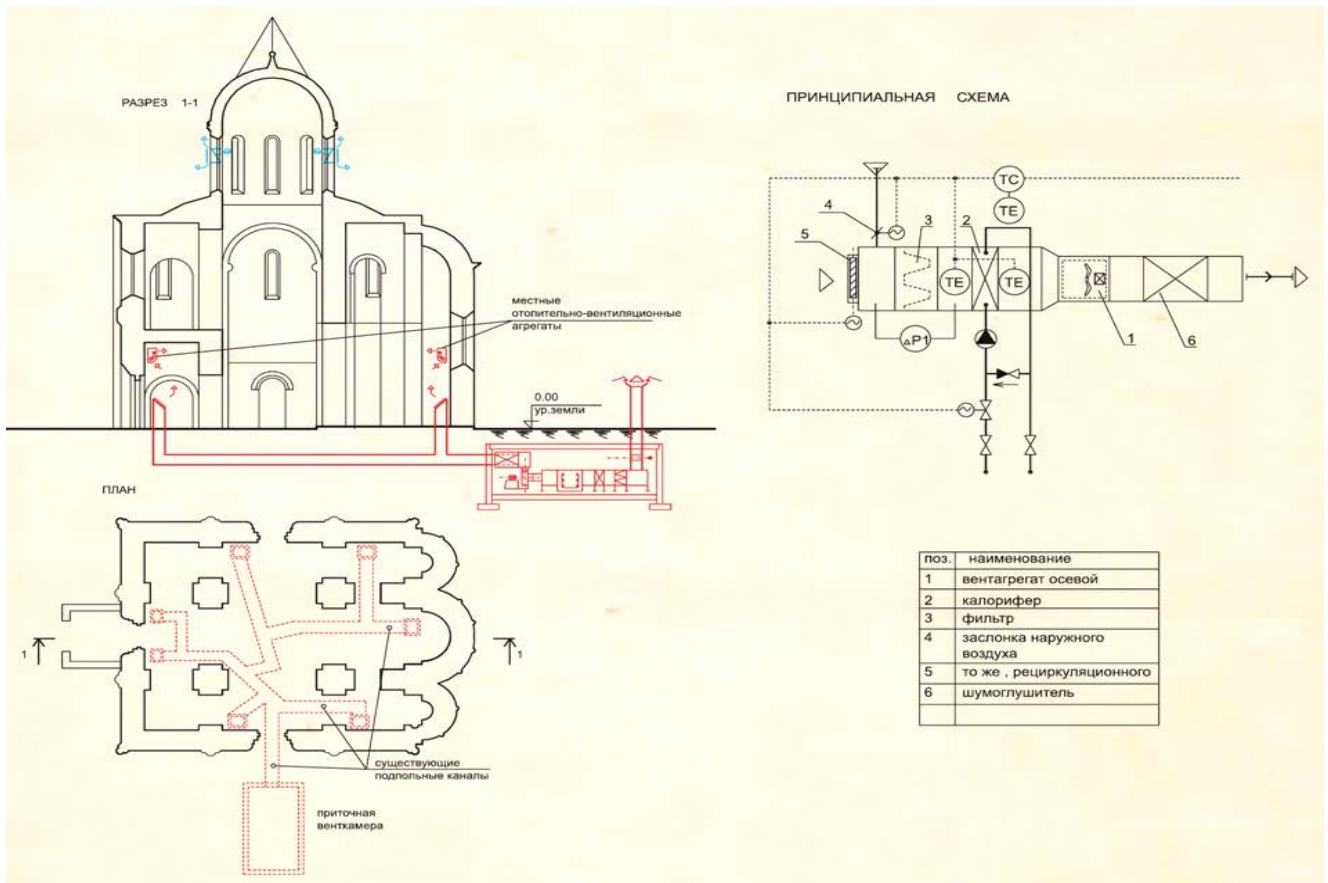 РАЗРЕЗ 1-1
местные
отопительно-вентиляционные
агрегаты
0.00
ур.земли
ПЛАН
1
1
существующие
подпольные каналы
приточная
венткамера
ПРИНЦИПИАЛЬНАЯ СХЕМА
TC
TE
4
3
2
5
TE
TE
ΔP1
1
6
поз. наименование
1 вентагрегат осевой
2 калорифер
3 фильтр
4 заслонка наружного
воздуха
5 то же , рециркуляционного
6 шумоглушитель